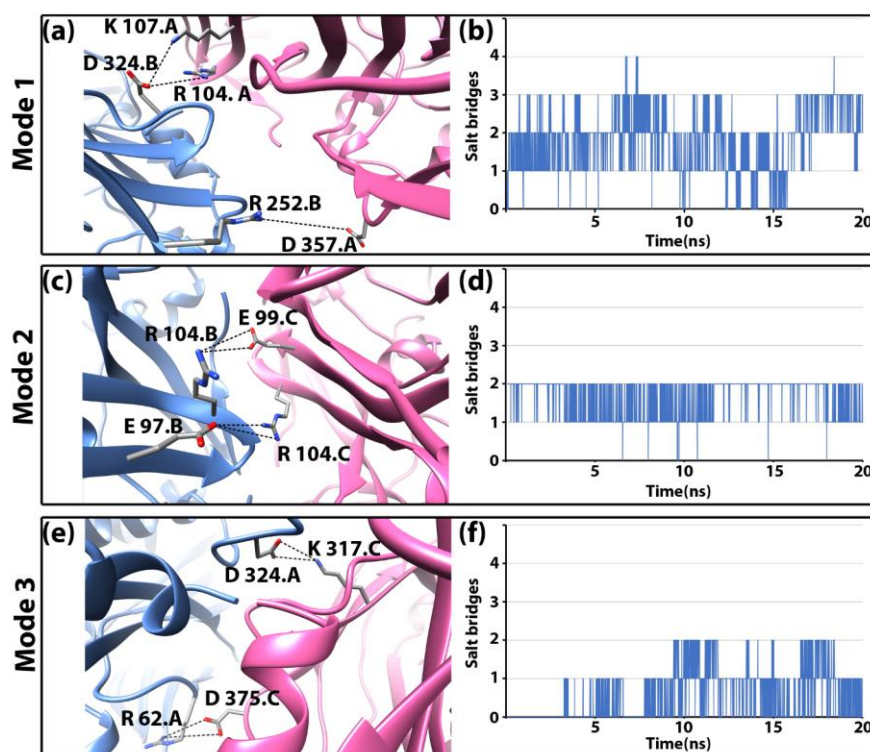 Mode 1
(a)
K 107.A
D 324.B
R 104. A
R 252.B
D 357.A
(b)
Salt bridges
4
3
2
1
0
5
10
15
20
Time(ns)
Mode 2
(c)
E 99.C
R 104.B
E 97.B
R 104.C
(d)
Salt bridges
5
4
3
2
1
0
5
10
15
20
Time(ns)
Mode 3
(e)
K 317.C
D 324.A
D 375.C
R 62.A
(f)
Salt bridges
5
4
3
2
1
0
5
10
15
20
Time(ns)